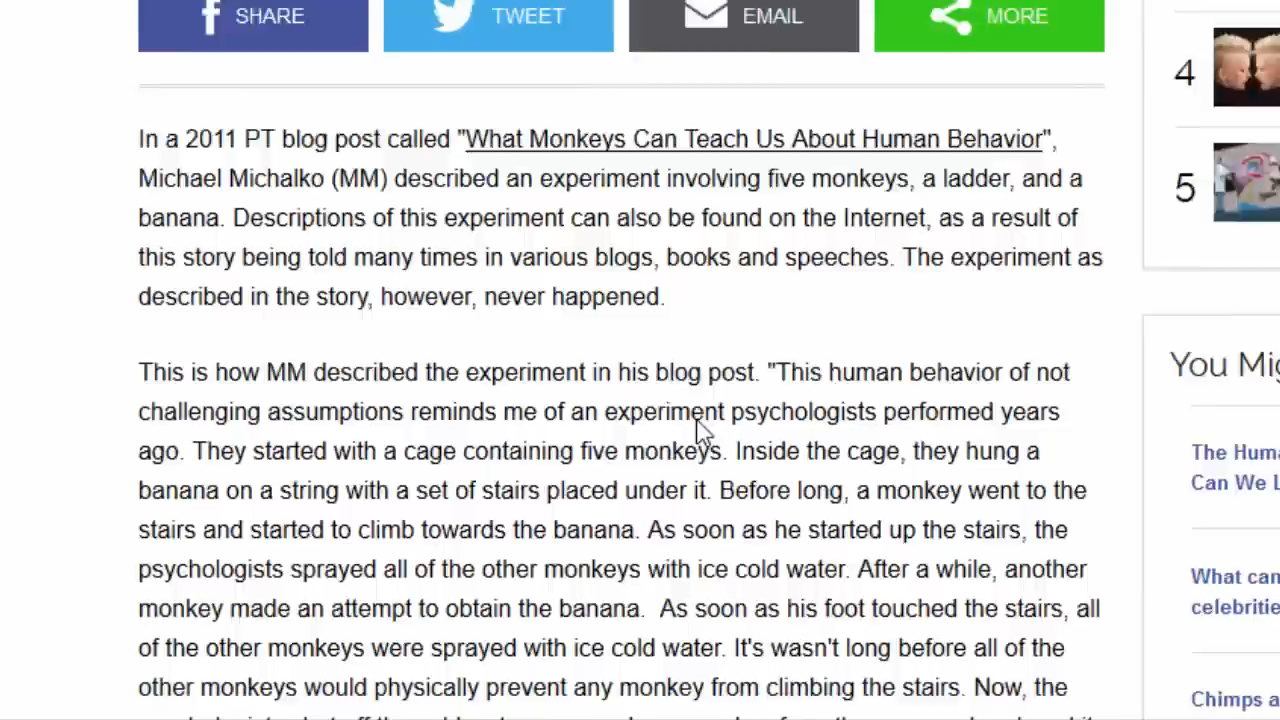 SHARE
TWEET
EMAIL
MORE
In a 2011 PT blog post called "What Monkeys Can Teach Us About Human Behavior",
Michael Michalko (MM) described an experiment involving five monkeys, a ladder, and a
banana. Descriptions of this experiment can also be found on the Internet, as a result of
this story being told many times in various blogs, books and speeches. The experiment as
described in the story, however, never happened.
This is how MM described the experiment in his blog post. "This human behavior of not
challenging assumptions reminds me of an experiment psychologists performed years
ago. They started with a cage containing five monkeys. Inside the cage, they hung a
banana on a string with a set of stairs placed under it. Before long, a monkey went to the
stairs and started to climb towards the banana. As soon as he started up the stairs, the
psychologists sprayed all of the other monkeys with ice cold water. After a while, another
monkey made an attempt to obtain the banana.  As soon as his foot touched the stairs, all
of the other monkeys were sprayed with ice cold water. It's wasn't long before all of the
other monkeys would physically prevent any monkey from climbing the stairs. Now, the
4
5
You Mig
The Huma
Can We L
What can
celebritie
Chimps a